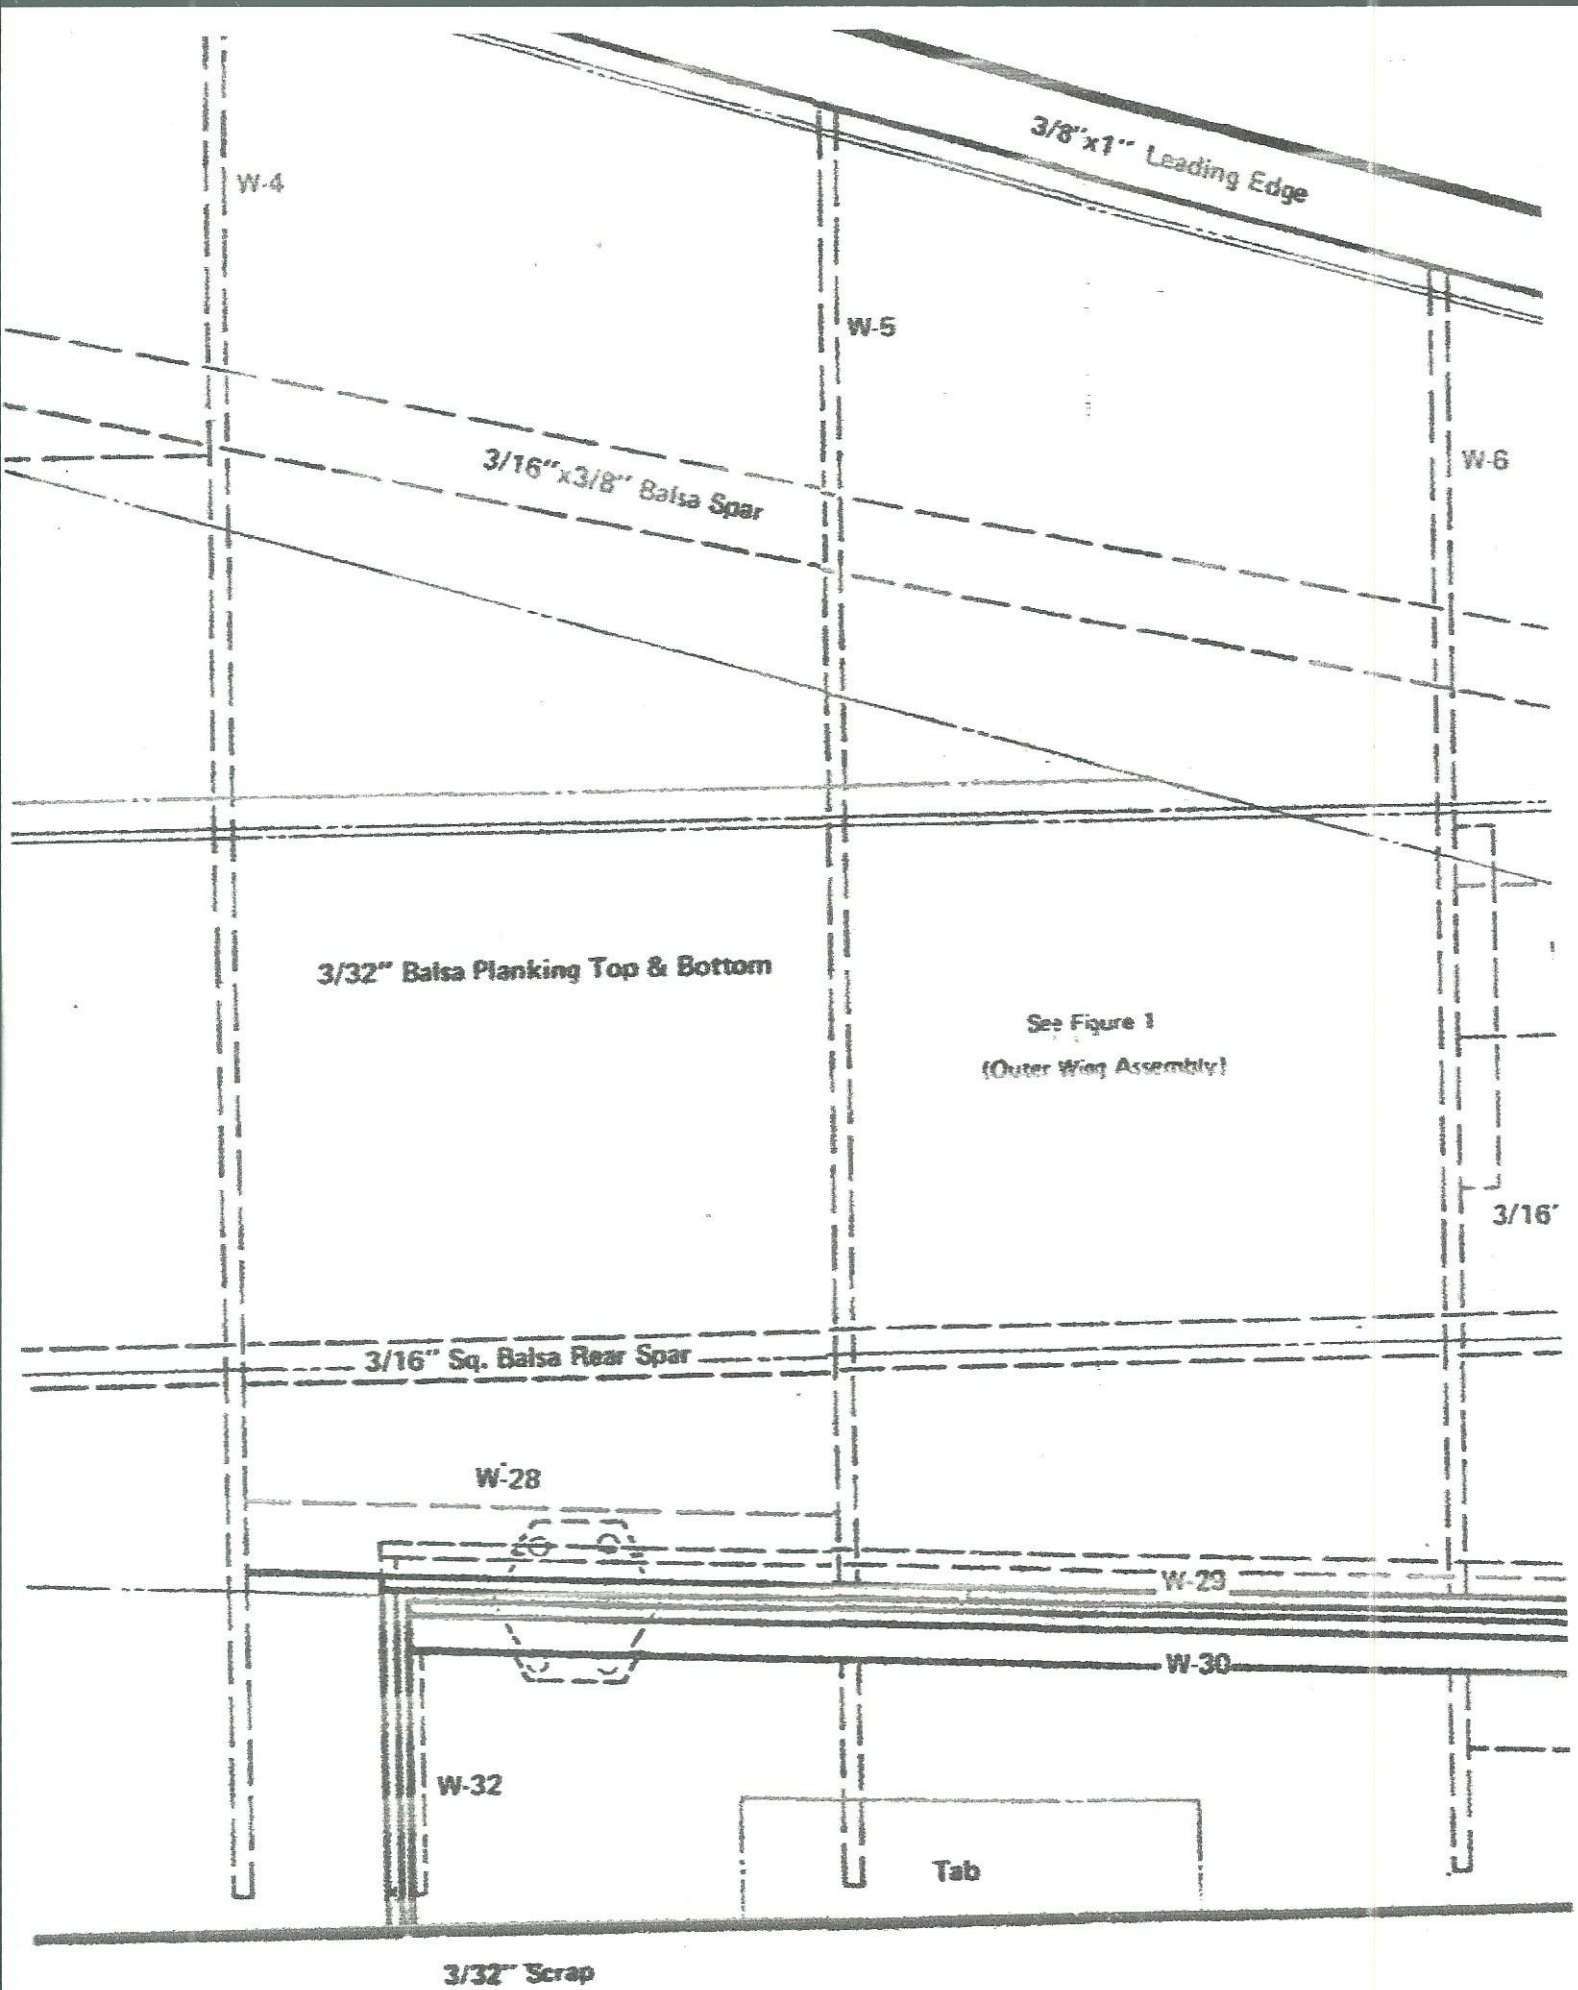 3/8"x1" Leading Edge
W-4
W-5
W-6
3/16"x3/8" Balsa Spar
3/32" Balsa Planking Top & Bottom
See Figure 1
(Outer Wing Assembly)
3/16"
3/16" Sq. Balsa Rear Spar
W-28
W-29
W-30
W-32
Tab
3/32" Scrap